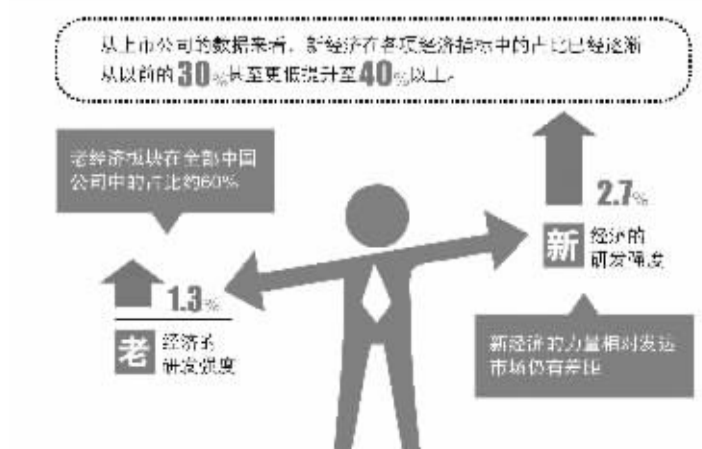 从上市公司的数据来看，新经济在各项经济指标中的占比已经逐渐
从以前的30%甚至更低提升至40%以上。
老经济板块在全部中国
公司中的占比约60%
2.7%
新 经济的
研发强度
1.3%
老 经济的
研发强度
新经济的力量相对发达
市场仍有差距